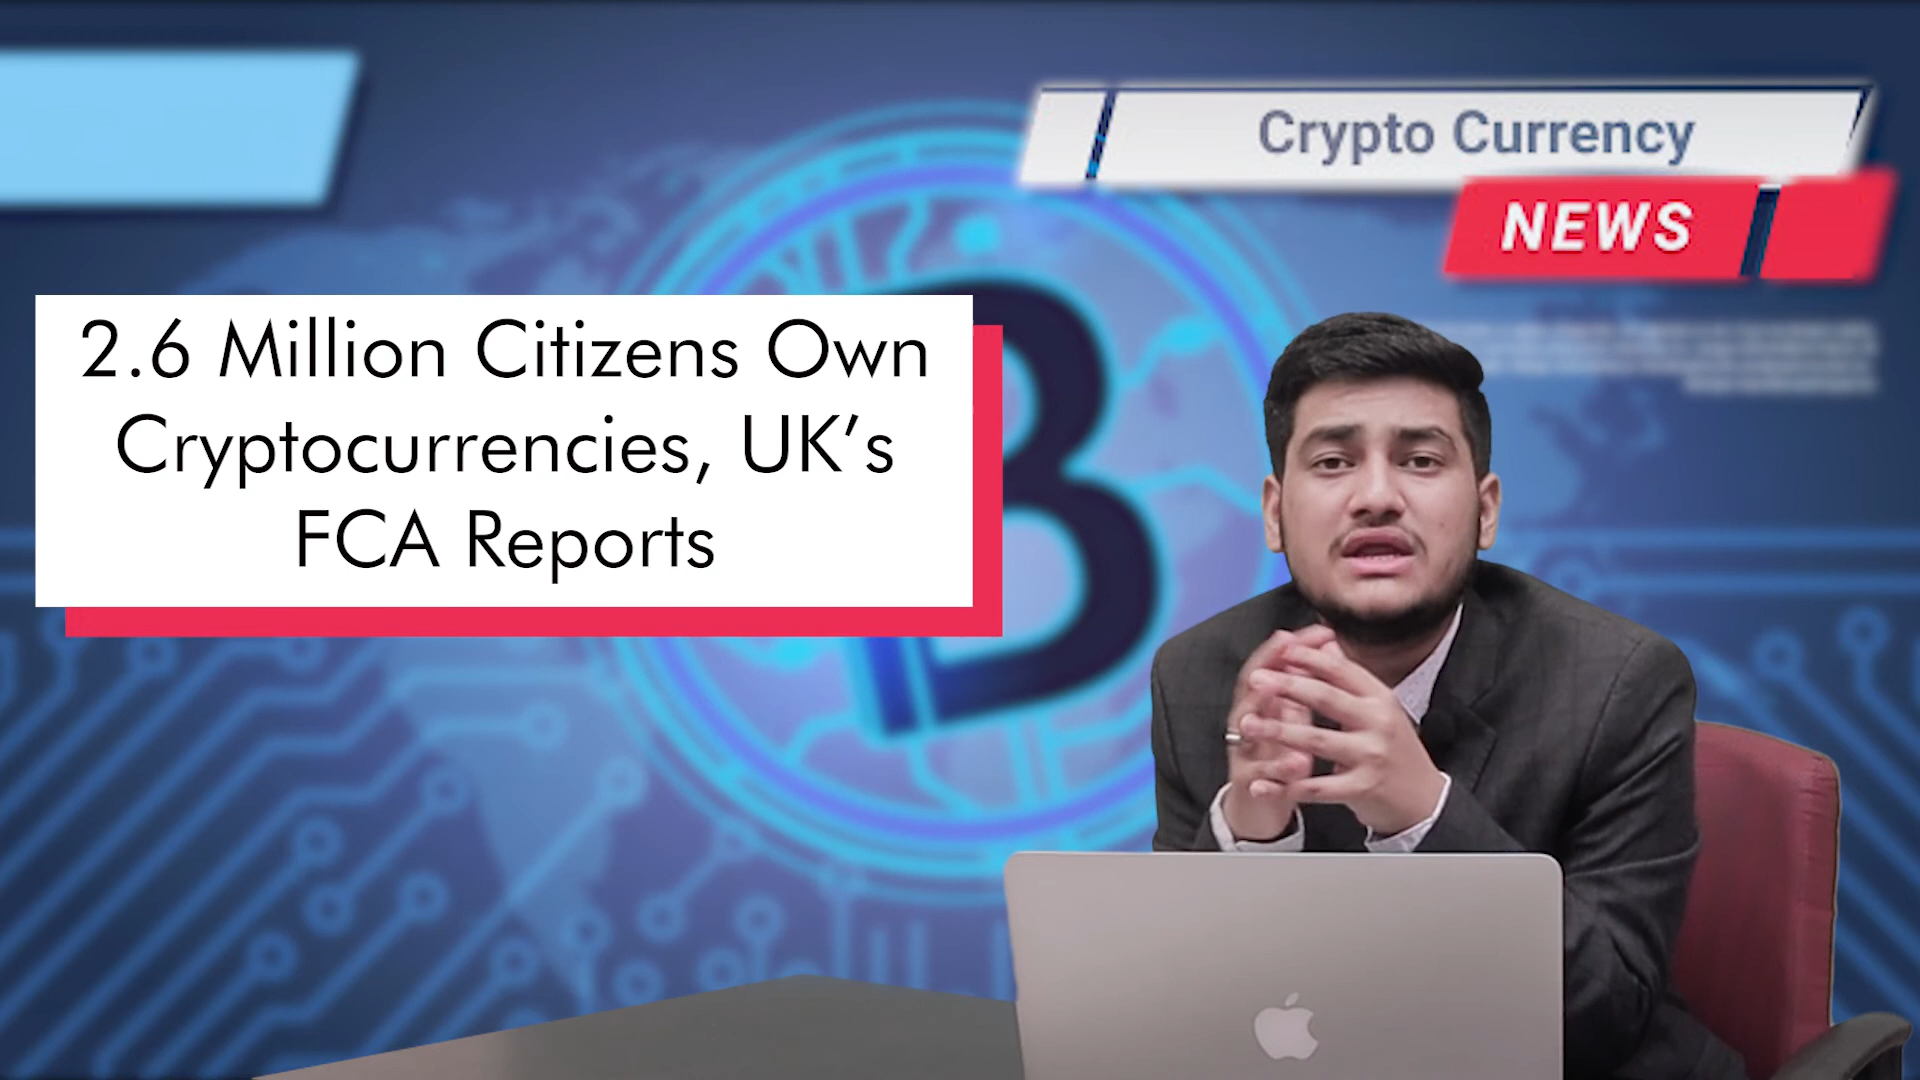 Crypto Currency
NEWS
2.6 Million Citizens Own
Cryptocurrencies, UK’s
FCA Reports